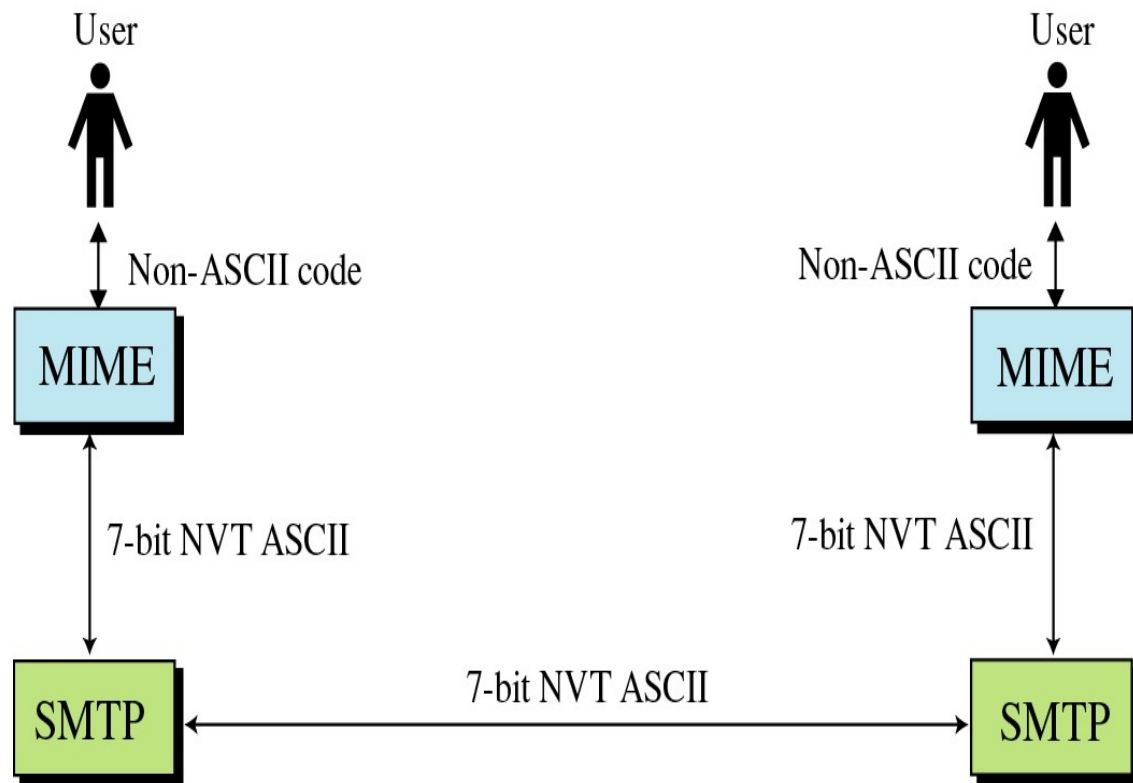 User
User
Non-ASCII code
Non-ASCII code
MIME
MIME
7-bit NVT ASCII
7-bit NVT ASCII
7-bit NVT ASCII
SMTP
SMTP